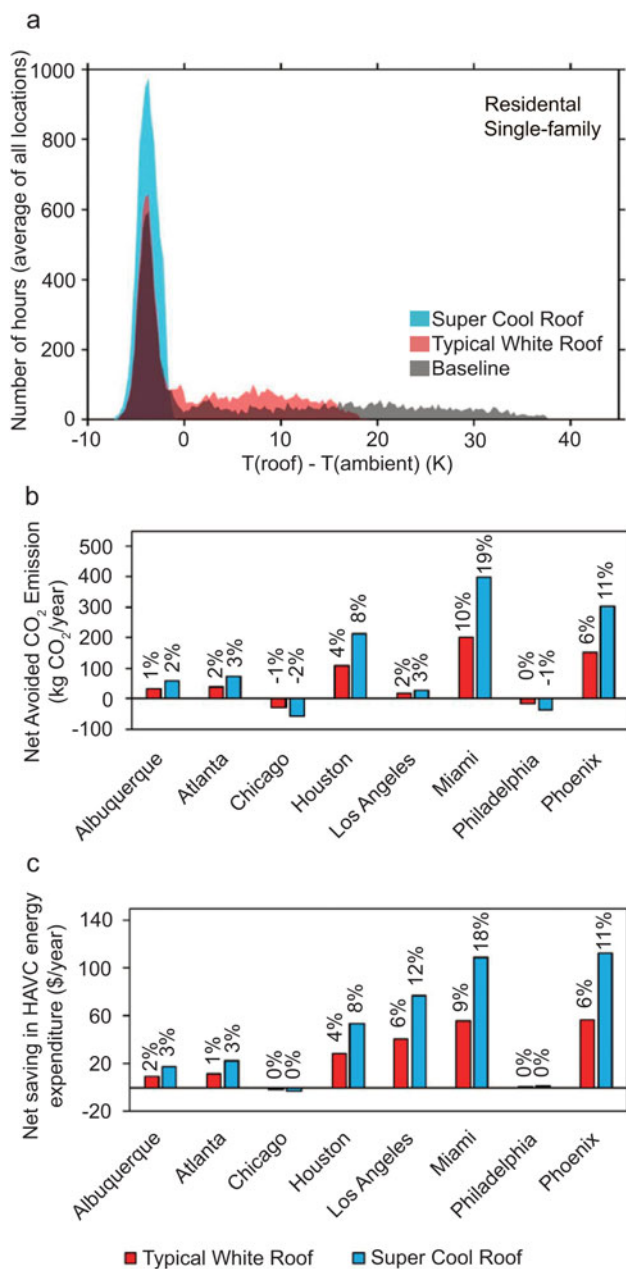 a
1000
800
600
400
200
0
Number of hours (average of all locations)
Residental
Single-family
Super Cool Roof
Typical White Roof
Baseline
-10
0
10
20
30
40
T(roof) - T(ambient) (K)
b
500
400
300
200
100
0
-100
Net Avoided CO₂ Emission
(kg CO₂/year)
1%
2%
2%
3%
-1%
-2%
4%
8%
2%
3%
10%
19%
0%
-1%
6%
11%
Albuquerque
Atlanta
Chicago
Houston
Los Angeles
Miami
Philadelphia
Phoenix
c
140
100
60
20
-20
Net saving in HAVC energy
expenditure ($/year)
2%
3%
1%
3%
0%
0%
4%
8%
6%
12%
9%
18%
0%
0%
6%
11%
Albuquerque
Atlanta
Chicago
Houston
Los Angeles
Miami
Philadelphia
Phoenix
Typical White Roof
Super Cool Roof